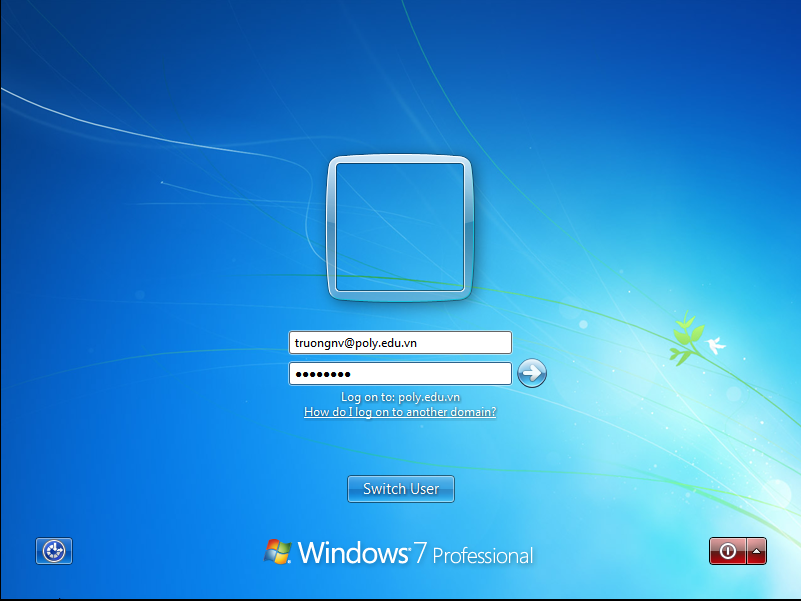 truongnv@poly.edu.vn
●●●●●●●●
Log on to: poly.edu.vn
How do I log on to another domain?
Switch User
Windows 7 Professional